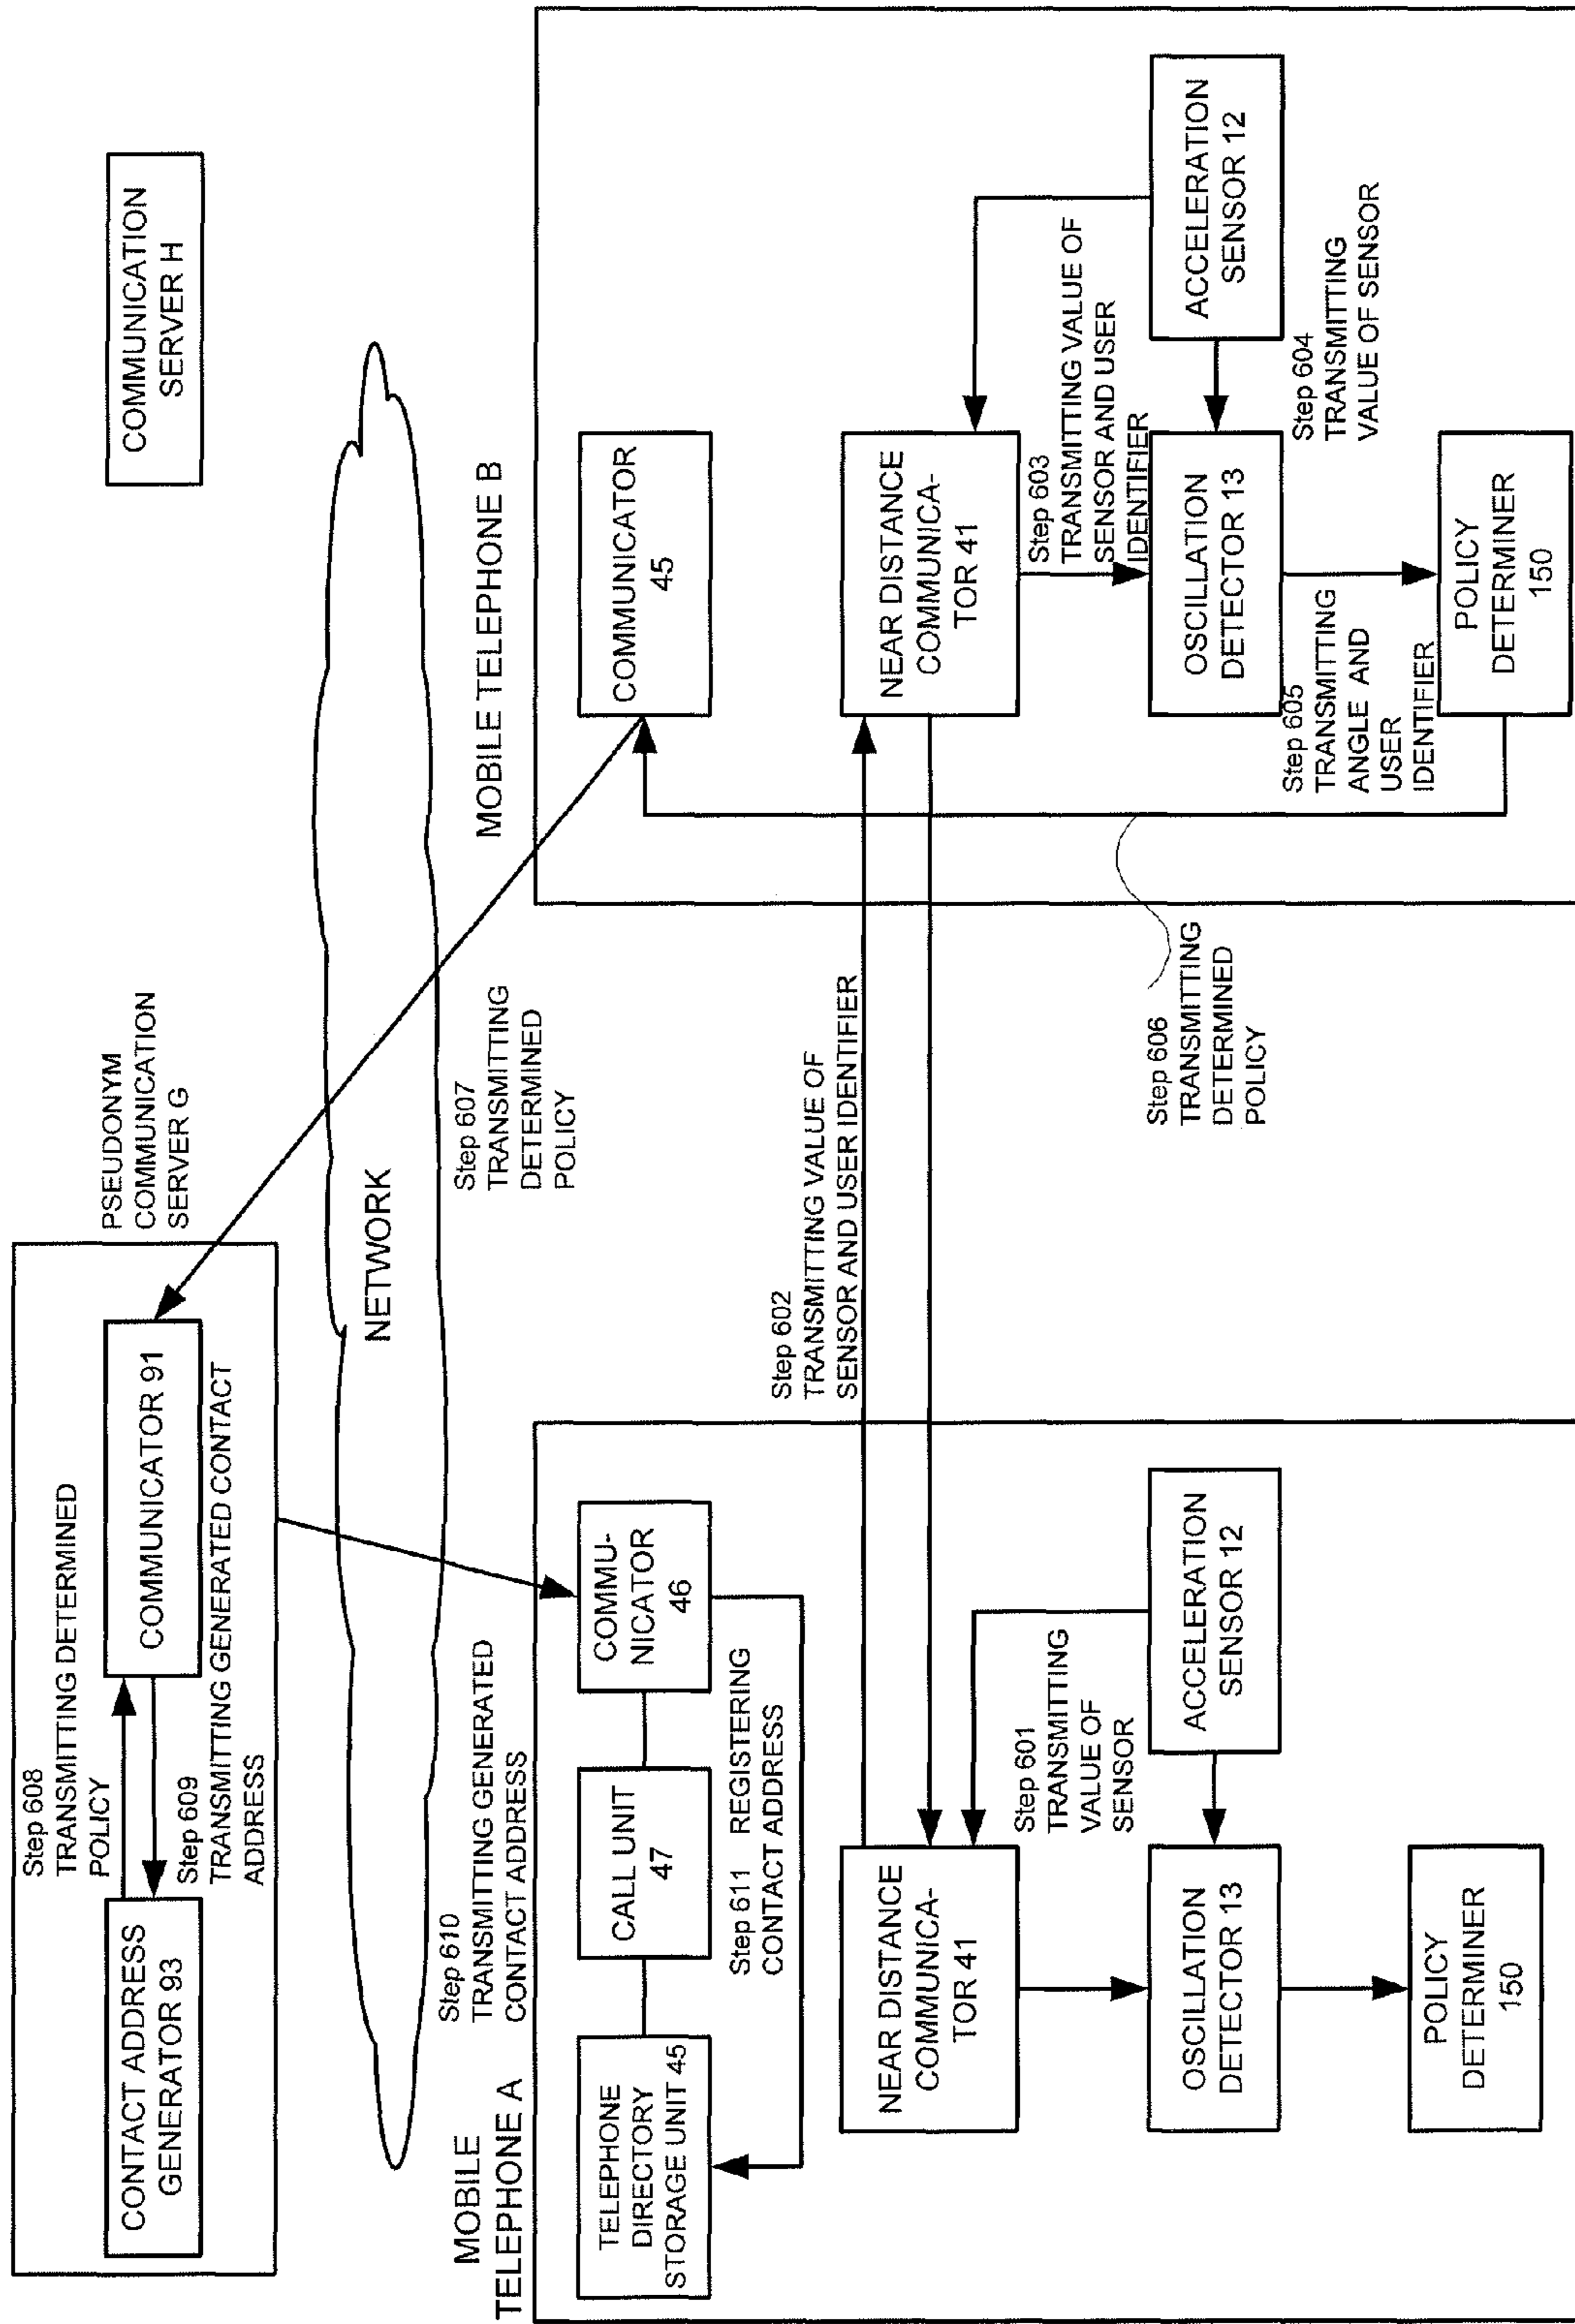 Step 608
TRANSMITTING DETERMINED
POLICY
CONTACT ADDRESS
GENERATOR 93
COMMUNICATOR 91
Step 609
TRANSMITTING GENERATED CONTACT
ADDRESS
PSEUDONYM
COMMUNICATION
SERVER G
COMMUNICATION
SERVER H
NETWORK
MOBILE
TELEPHONE A
Step 610
TRANSMITTING GENERATED
CONTACT ADDRESS
Step 607
TRANSMITTING
DETERMINED
POLICY
MOBILE TELEPHONE B
TELEPHONE
DIRECTORY
STORAGE UNIT 45
CALL UNIT
47
COMMU-
NICATOR
46
Step 611 REGISTERING
CONTACT ADDRESS
COMMUNICATOR
45
Step 602
TRANSMITTING VALUE OF
SENSOR AND USER IDENTIFIER
NEAR DISTANCE
COMMUNICA-
TOR 41
Step 601
TRANSMITTING
VALUE OF
SENSOR
OSCILLATION
DETECTOR 13
ACCELERATION
SENSOR 12
POLICY
DETERMINER
150
NEAR DISTANCE
COMMUNICA-
TOR 41
Step 603
TRANSMITTING VALUE OF
SENSOR AND USER
IDENTIFIER
OSCILLATION
DETECTOR 13
ACCELERATION
SENSOR 12
Step 604
TRANSMITTING
VALUE OF SENSOR
Step 605
TRANSMITTING
ANGLE AND
USER
IDENTIFIER
Step 606
TRANSMITTING
DETERMINED
POLICY
POLICY
DETERMINER
150